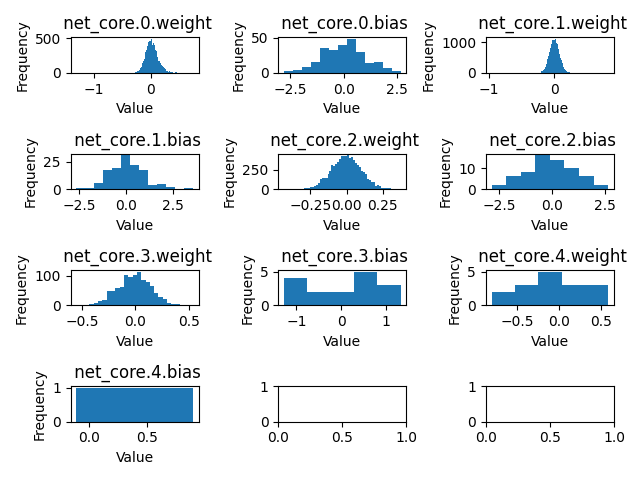 net_core.0.weight
Frequency
500
0
−1
0
Value
net_core.0.bias
Frequency
50
0
−2.5
0.0
2.5
Value
net_core.1.weight
Frequency
1000
0
−1
0
Value
net_core.1.bias
Frequency
25
0
−2.5
0.0
2.5
Value
net_core.2.weight
Frequency
250
0
−0.25
0.00
0.25
Value
net_core.2.bias
Frequency
10
0
−2.5
0.0
2.5
Value
net_core.3.weight
Frequency
100
0
−0.5
0.0
0.5
Value
net_core.3.bias
Frequency
5
0
−1
0
1
Value
net_core.4.weight
Frequency
5
0
−0.5
0.0
0.5
Value
net_core.4.bias
Frequency
1
0
0.0
0.5
Value
1
0
0.0
0.5
1.0
1
0
0.0
0.5
1.0